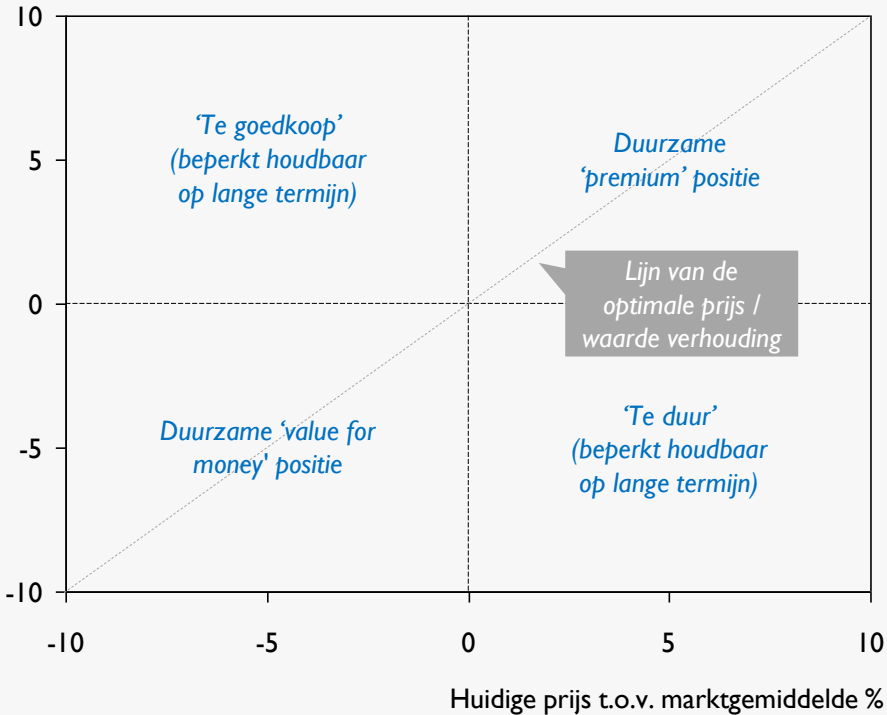 10
‘Te goedkoop’
(beperkt houdbaar
op lange termijn)
Duurzame
‘premium’ positie
5
Lijn van de
optimale prijs /
waarde verhouding
0
Duurzame ‘value for
money' positie
‘Te duur’
(beperkt houdbaar
op lange termijn)
-5
-10
-10
-5
0
5
10
Huidige prijs t.o.v. marktgemiddelde %